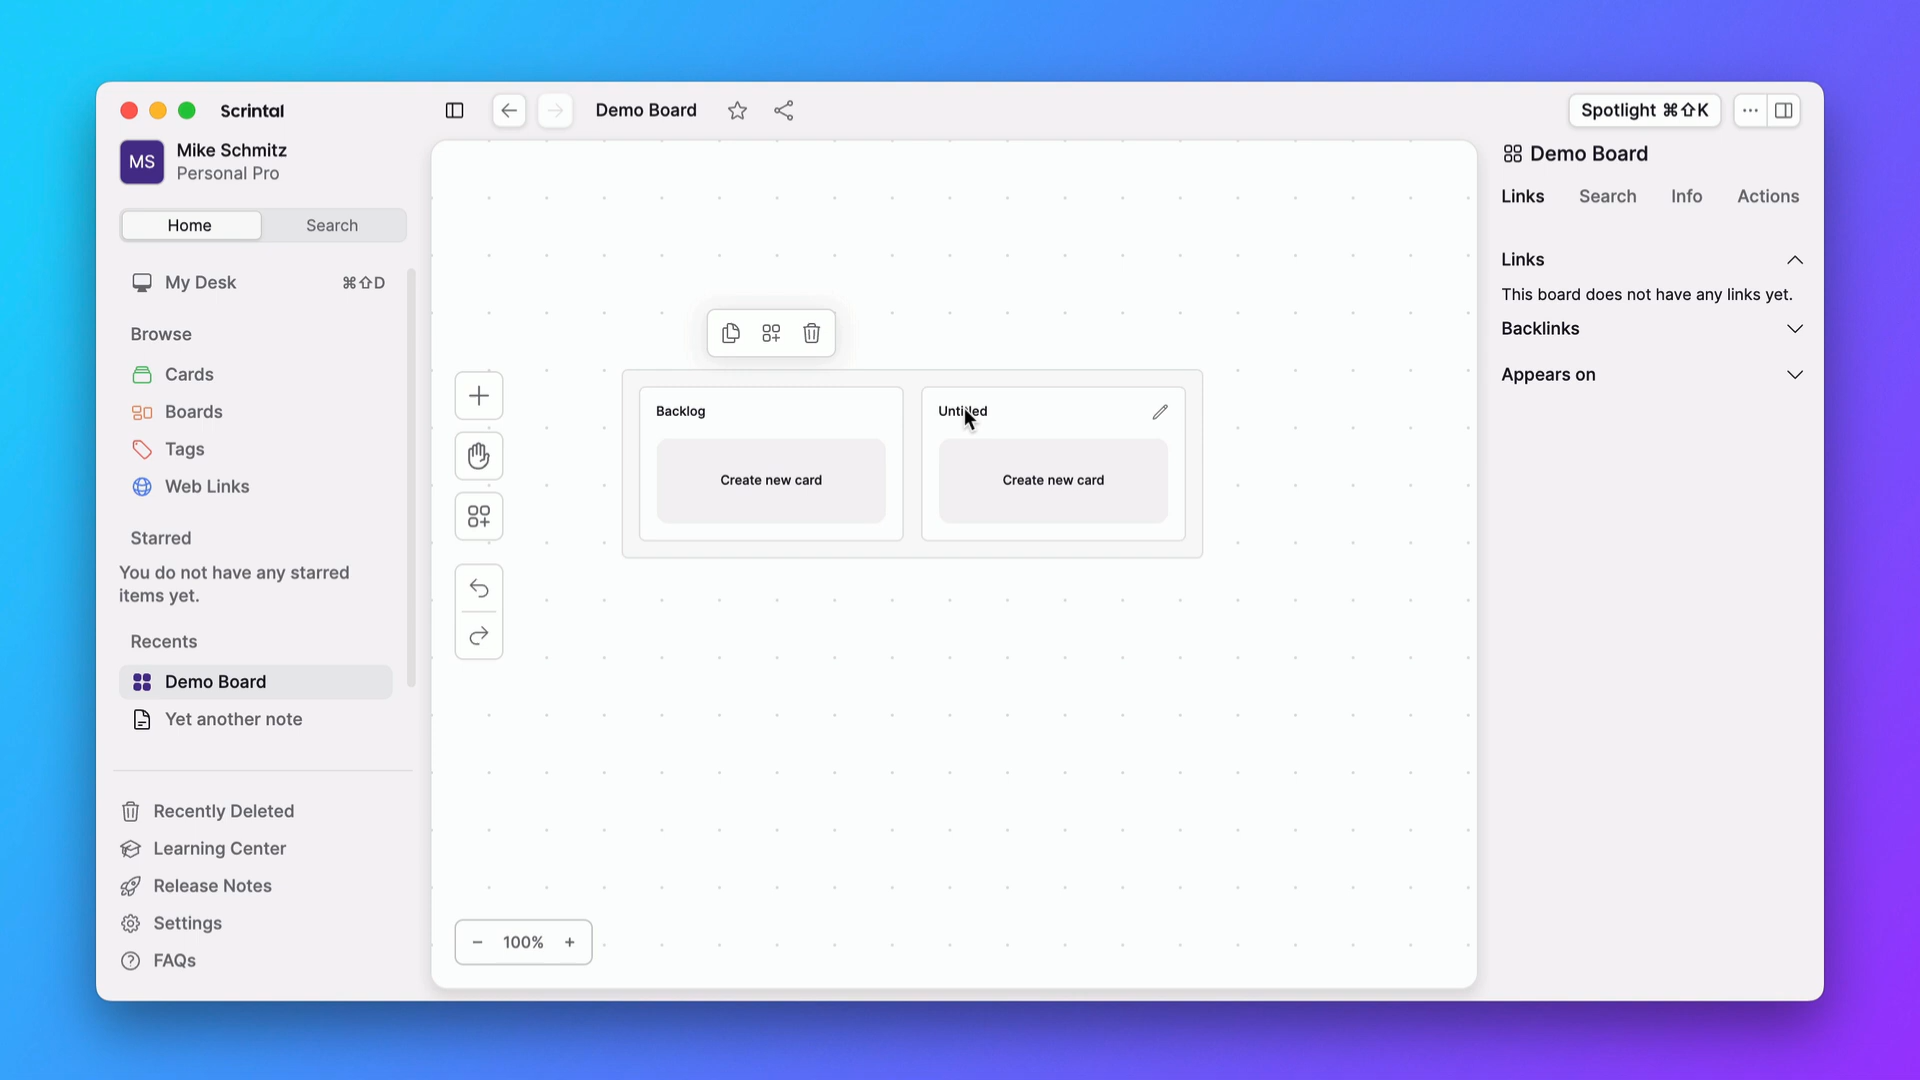 Scrintal
Demo Board
Spotlight ⌘⇧K
MS
Mike Schmitz
Personal Pro
Home
Search
My Desk
⌘⇧D
Browse
Cards
Boards
Tags
Web Links
Starred
You do not have any starred
items yet.
Recents
Demo Board
Yet another note
Recently Deleted
Learning Center
Release Notes
Settings
FAQs
Backlog
Create new card
Untitled
Create new card
− 100% +
Demo Board
Links
Search
Info
Actions
Links
This board does not have any links yet.
Backlinks
Appears on